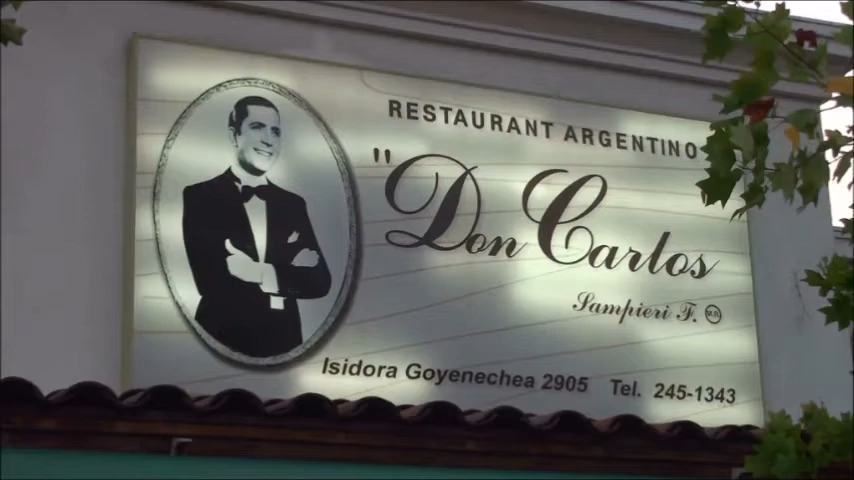 RESTAURANT ARGENTINO
"Don Carlos
Sampieri F. M.R.
Isidora Goyenechea 2905 Tel. 245-1343